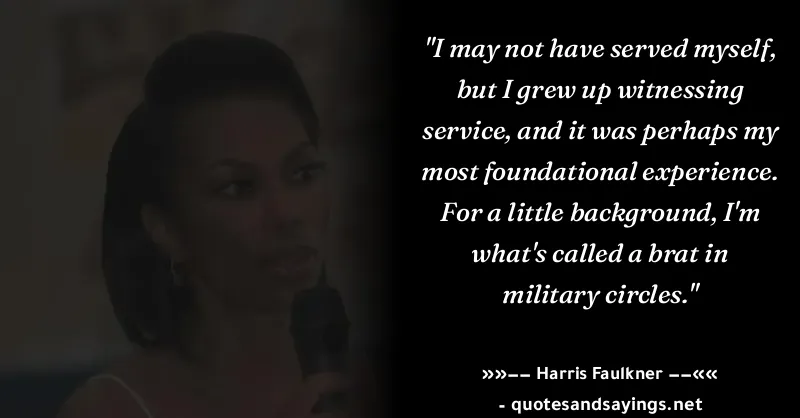 "I may not have served myself,
but I grew up witnessing
service, and it was perhaps my
most foundational experience.
For a little background, I'm
what's called a brat in
military circles."
»»−− Harris Faulkner −−««
- quotesandsayings.net